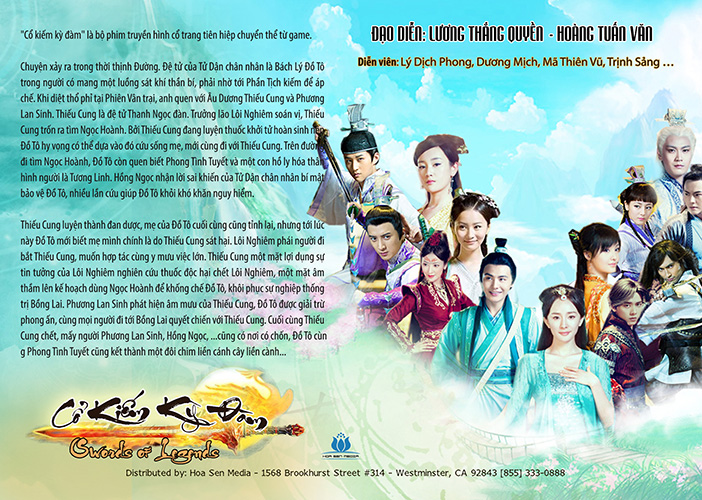 "Cổ kiếm kỳ đàm" là bộ phim truyền hình cổ trang tiên hiệp chuyển thể từ game.
Chuyện xảy ra trong thời thịnh Đường. Đệ tử của Tử Dận chân nhân là Bách Lý Đồ Tô
trong người có mang một luồng sát khí thần bí, phải nhờ tới Phần Tịch kiếm để áp
chế. Khi diệt thổ phỉ tại Phiên Vân trại, anh quen với Âu Dương Thiếu Cung và Phương
Lan Sinh. Thiếu Cung là đệ tử Thanh Ngọc đàn. Trưởng lão Lôi Nghiêm soán vị, Thiếu
Cung trốn ra tìm Ngọc Hoành. Bởi Thiếu Cung đang luyện thuốc khởi tử hoàn sinh nên
Đồ Tô hy vọng có thể dựa vào đó cứu sống mẹ, mới cùng đi với Thiếu Cung. Trên đường
đi tìm Ngọc Hoành, Đồ Tô còn quen biết Phong Tình Tuyết và một con hồ ly hóa thân
hình người là Tương Linh. Hồng Ngọc nhận lời sai khiến của Tử Dận chân nhân bí mật
bảo vệ Đồ Tô, nhiều lần cứu giúp Đồ Tô khỏi khó khăn nguy hiểm.
Thiếu Cung luyện thành đan dược, mẹ của Đồ Tô cuối cùng cũng tỉnh lại, nhưng tới lúc
này Đồ Tô mới biết mẹ mình chính là do Thiếu Cung sát hại. Lôi Nghiêm phái người đi
bắt Thiếu Cung, muốn hợp tác cùng y mưu việc lớn. Thiếu Cung một mặt lợi dụng sự
tin tưởng của Lôi Nghiêm nghiên cứu thuốc độc hại chết Lôi Nghiêm, một mặt âm
thầm lên kế hoạch dùng Ngọc Hoành để khống chế Đồ Tô, khôi phục sư nghiệp thống
trị Bồng Lai. Phương Lan Sinh phát hiện âm mưu của Thiếu Cung, Đồ Tô được giải trừ
phong ấn, cùng mọi người đi tới Bồng Lai quyết chiến với Thiếu Cung. Cuối cùng Thiếu
Cung chết, mấy người Phương Lan Sinh, Hồng Ngọc, ...cũng có nơi có chốn, Đồ Tô cùn
g Phong Tình Tuyết cũng kết thành một đôi chim liền cánh cây liền cành...
ĐẠO DIỄN: LƯƠNG THẮNG QUYỀN - HOÀNG TUẤN VĂN
Diễn viên: Lý Dịch Phong, Dương Mịch, Mã Thiên Vũ, Trịnh Sảng ...
Cổ Kiếm Kỳ Đàm
Swords of Legends
HOA SEN MEDIA
Distributed by: Hoa Sen Media - 1568 Brookhurst Street #314 - Westminster, CA 92843 [855] 333-0888